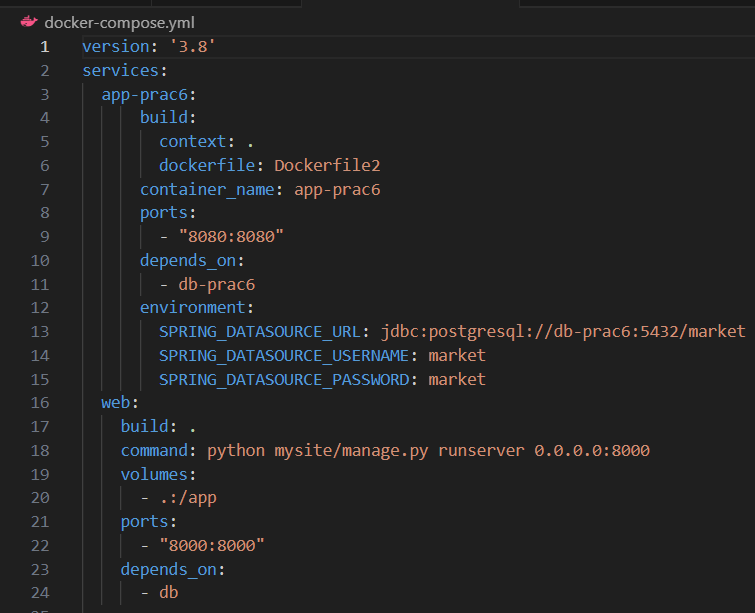 docker-compose.yml
1 version: '3.8'
2 services:
3   app-prac6:
4       build:
5         context: .
6         dockerfile: Dockerfile2
7       container_name: app-prac6
8       ports:
9         - "8080:8080"
10       depends_on:
11         - db-prac6
12       environment:
13         SPRING_DATASOURCE_URL: jdbc:postgresql://db-prac6:5432/market
14         SPRING_DATASOURCE_USERNAME: market
15         SPRING_DATASOURCE_PASSWORD: market
16   web:
17     build: .
18     command: python mysite/manage.py runserver 0.0.0.0:8000
19     volumes:
20       - .:/app
21     ports:
22       - "8000:8000"
23     depends_on:
24       - db